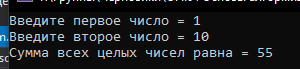 Введите первое число = 1
Введите второе число = 10
Сумма всех целых чисел равна = 55